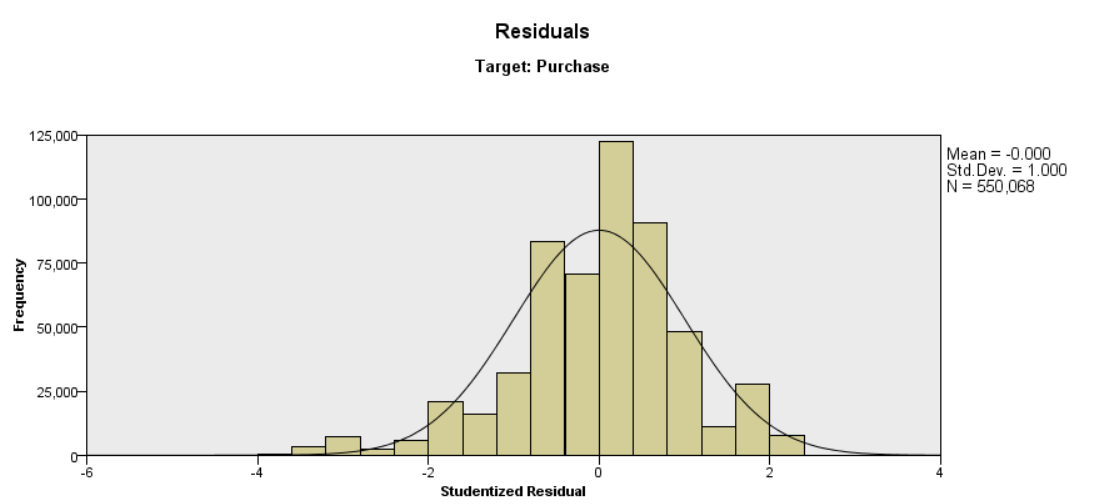 Residuals
Target: Purchase
125,000
100,000
75,000
50,000
25,000
0
Frequency
-6
-4
-2
0
2
4
Studentized Residual
Mean = -0.000
Std.Dev. = 1.000
N = 550,068